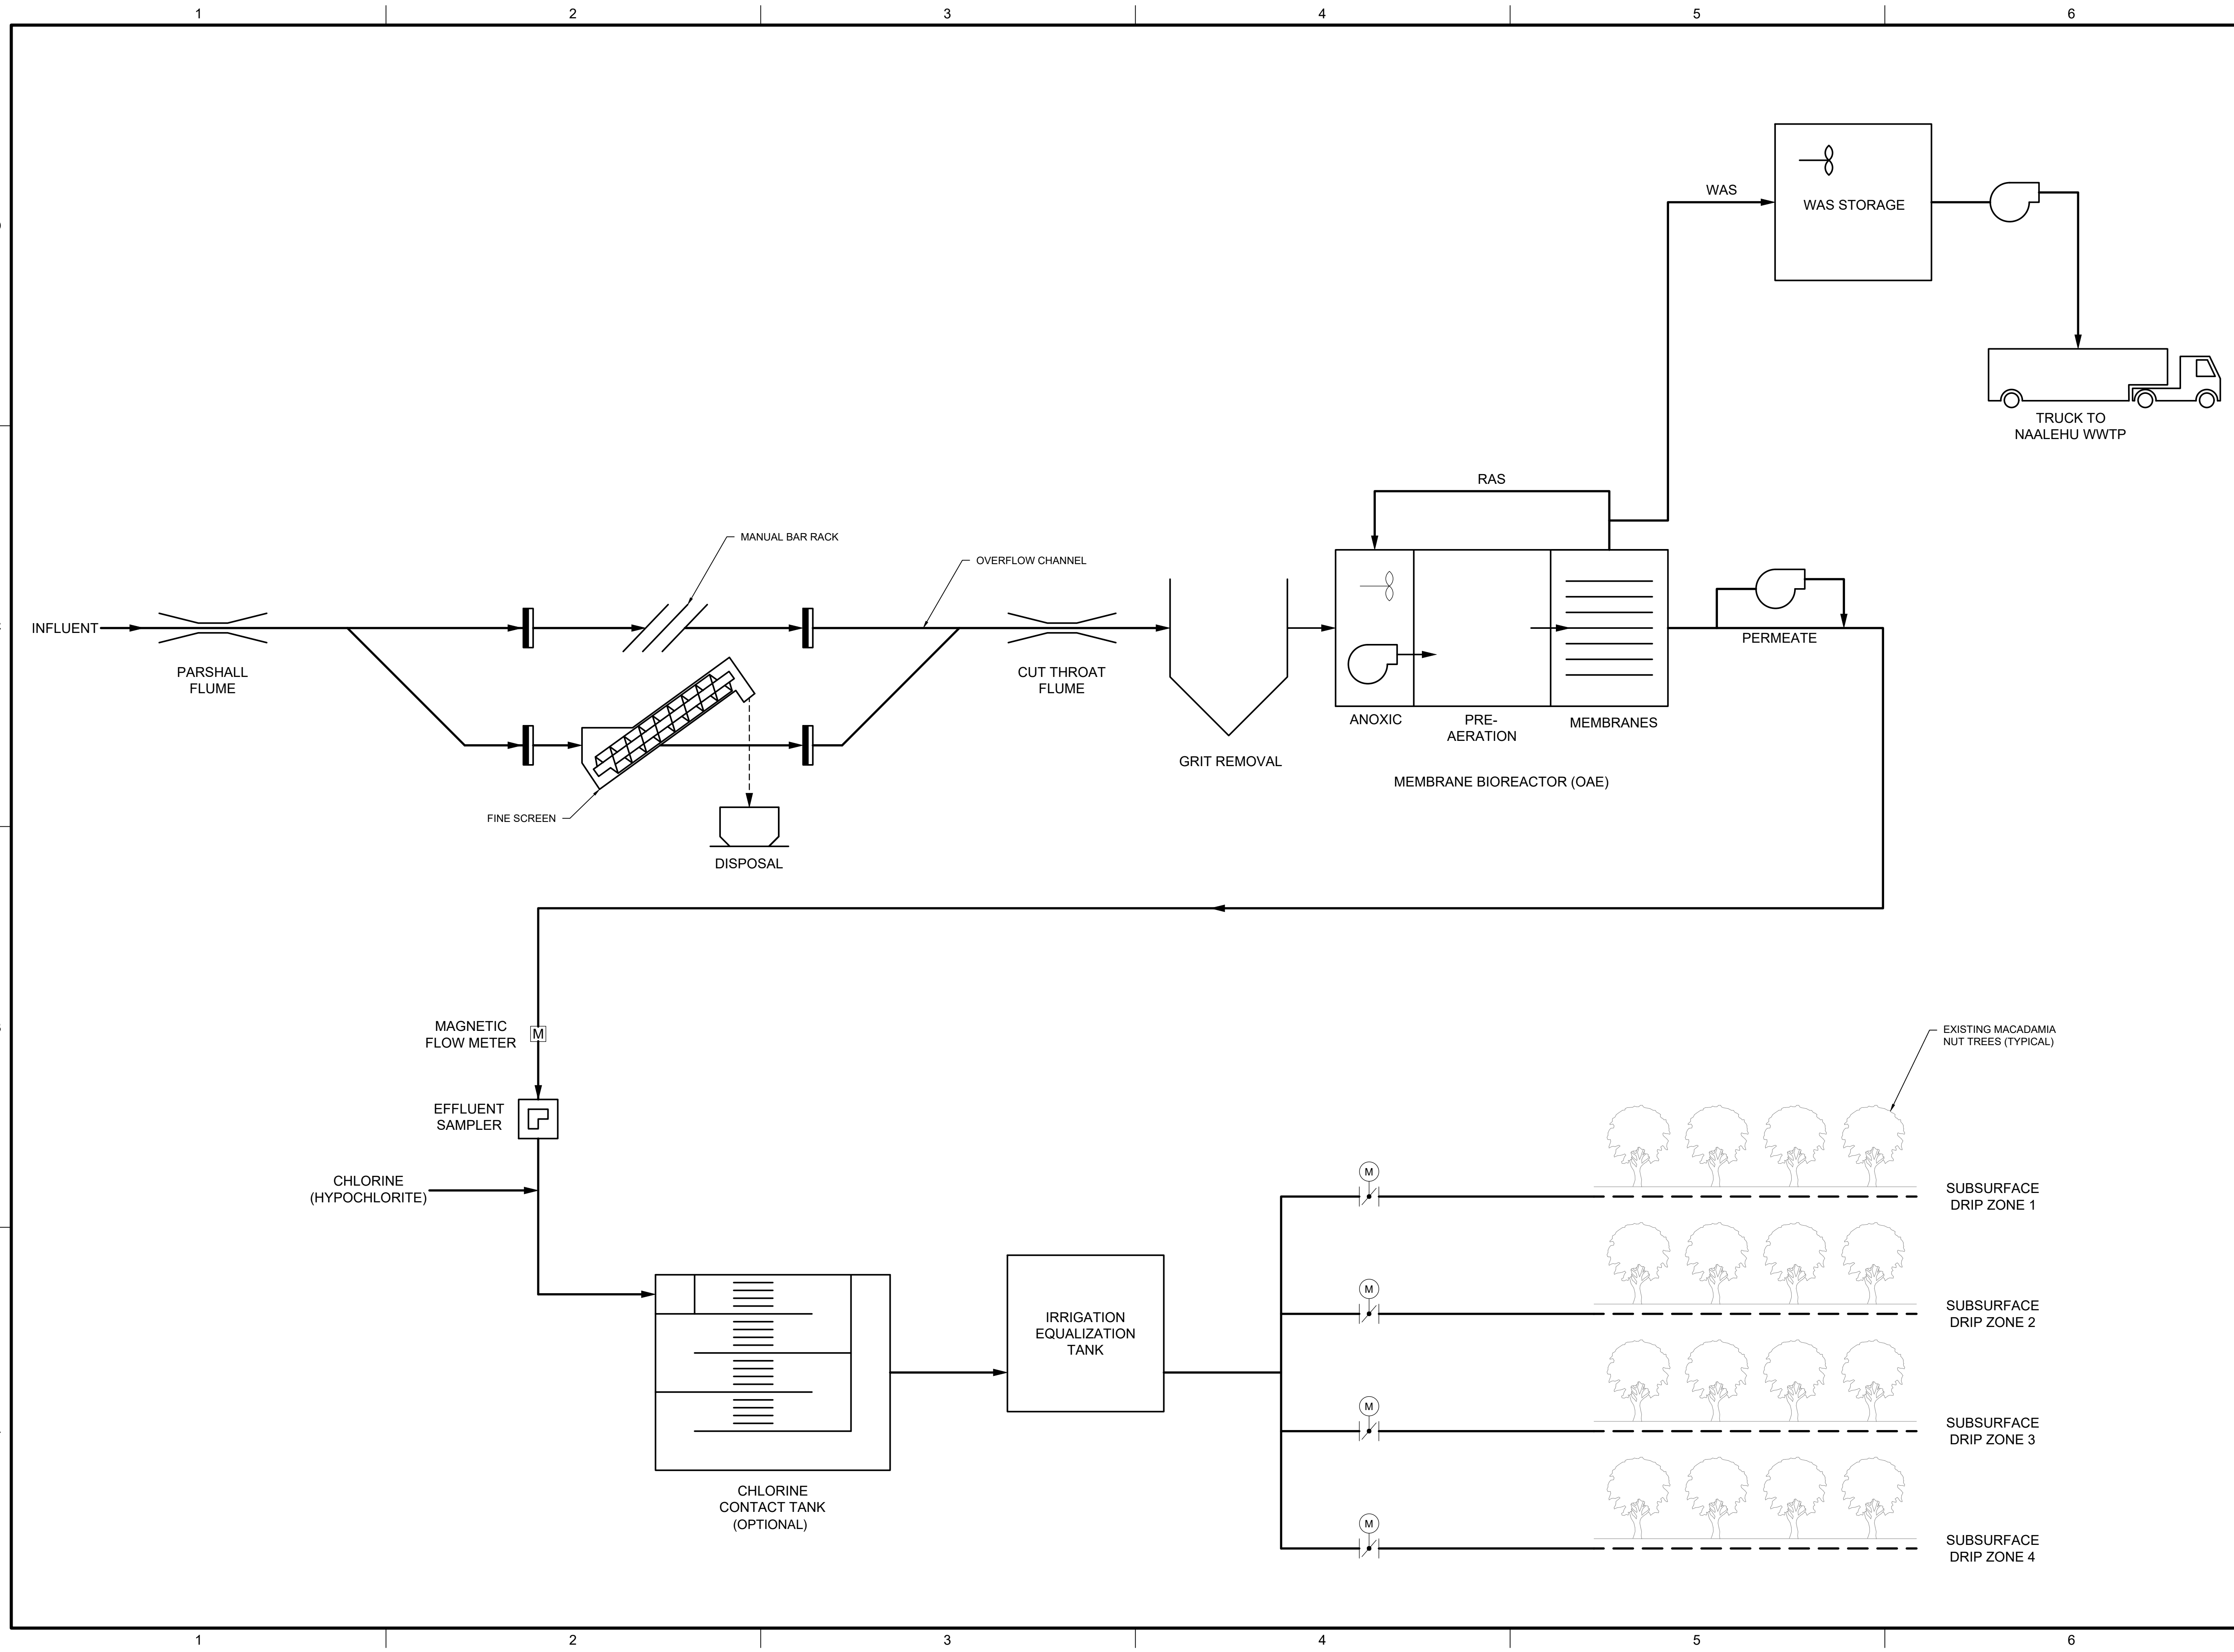 1 2 3 4 5 6
WAS
WAS STORAGE
TRUCK TO
NAALEHU WWTP
RAS
MANUAL BAR RACK
OVERFLOW CHANNEL
INFLUENT
PARSHALL
FLUME
CUT THROAT
FLUME
PERMEATE
ANOXIC
PRE-
AERATION
MEMBRANES
GRIT REMOVAL
MEMBRANE BIOREACTOR (OAE)
FINE SCREEN
DISPOSAL
MAGNETIC
FLOW METER
M
EFFLUENT
SAMPLER
CHLORINE
(HYPOCHLORITE)
EXISTING MACADAMIA
NUT TREES (TYPICAL)
M
SUBSURFACE
DRIP ZONE 1
M
SUBSURFACE
DRIP ZONE 2
IRRIGATION
EQUALIZATION
TANK
M
SUBSURFACE
DRIP ZONE 3
CHLORINE
CONTACT TANK
(OPTIONAL)
M
SUBSURFACE
DRIP ZONE 4
1 2 3 4 5 6